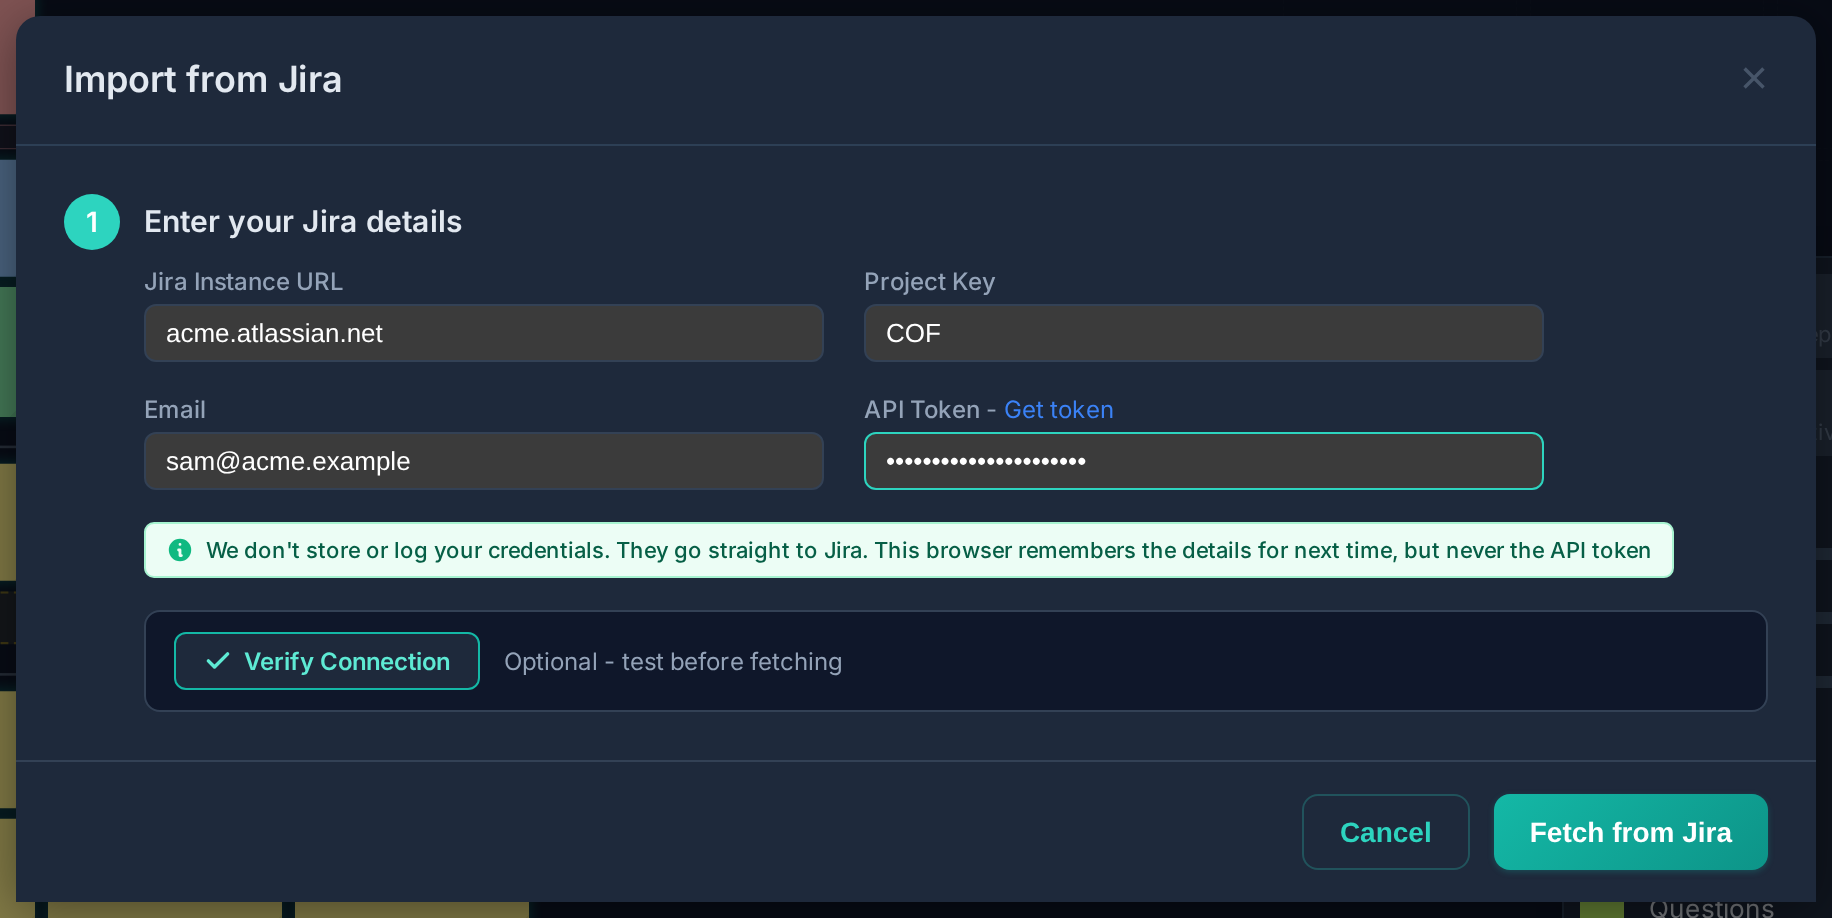 Import from Jira
1
Enter your Jira details
Jira Instance URL
Project Key
acme.atlassian.net
COF
Email
API Token - Get token
sam@acme.example
••••••••••••••••••••••
We don't store or log your credentials. They go straight to Jira. This browser remembers the details for next time, but never the API token
Verify Connection
Optional - test before fetching
Cancel
Fetch from Jira
Questions